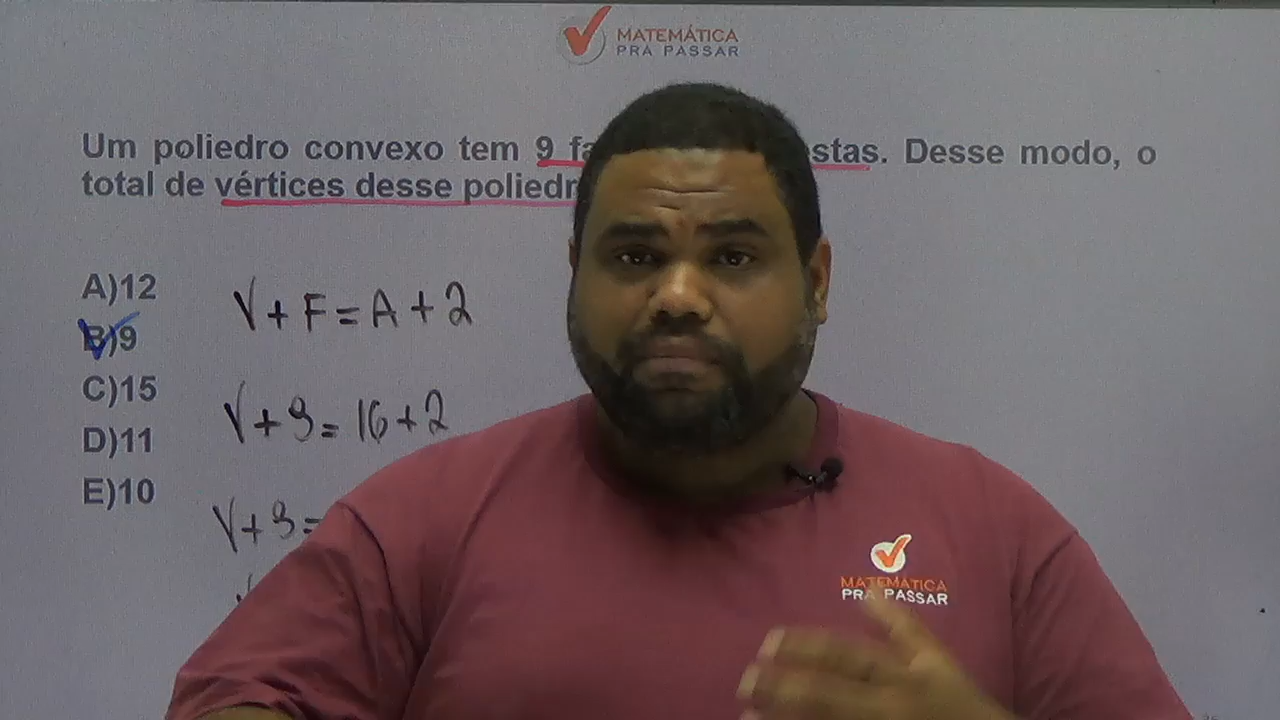 MATEMÁTICA
PRA PASSAR
Um poliedro convexo tem 9 fa stas. Desse modo, o
total de vértices desse poliedr
A)12
B)9
C)15
D)11
E)10
V+F=A+2
V+9=16+2
V+9=
MATEMÁTICA
PRA PASSAR